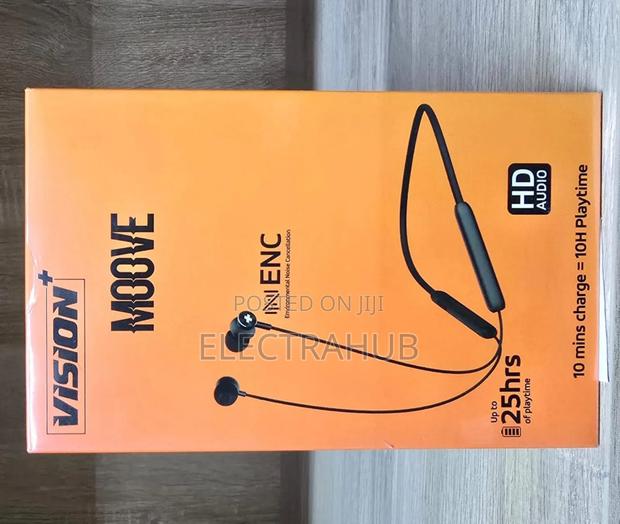 VISION+
MOOVE
ENC
Environmental Noise Cancellation
HD
AUDIO
Up to
25hrs
of playtime
10 mins charge = 10H Playtime
POSTED ON JIJI
ELECTRAHUB